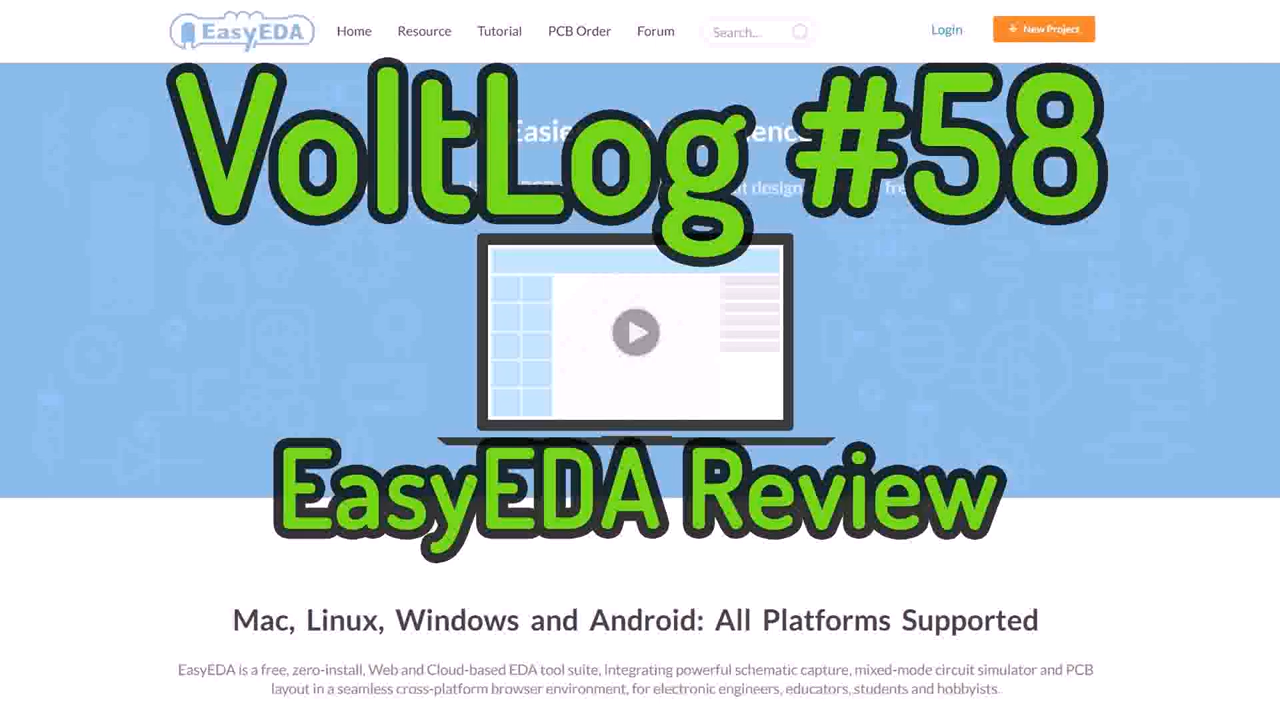 EasyEDA Home Resource Tutorial PCB Order Forum Search... Login New Project
VoltLog #58
EasyEDA Review
Mac, Linux, Windows and Android: All Platforms Supported
EasyEDA is a free, zero-install, Web and Cloud-based EDA tool suite, integrating powerful schematic capture, mixed-mode circuit simulator and PCB
layout in a seamless cross-platform browser environment, for electronic engineers, educators, students and hobbyists.